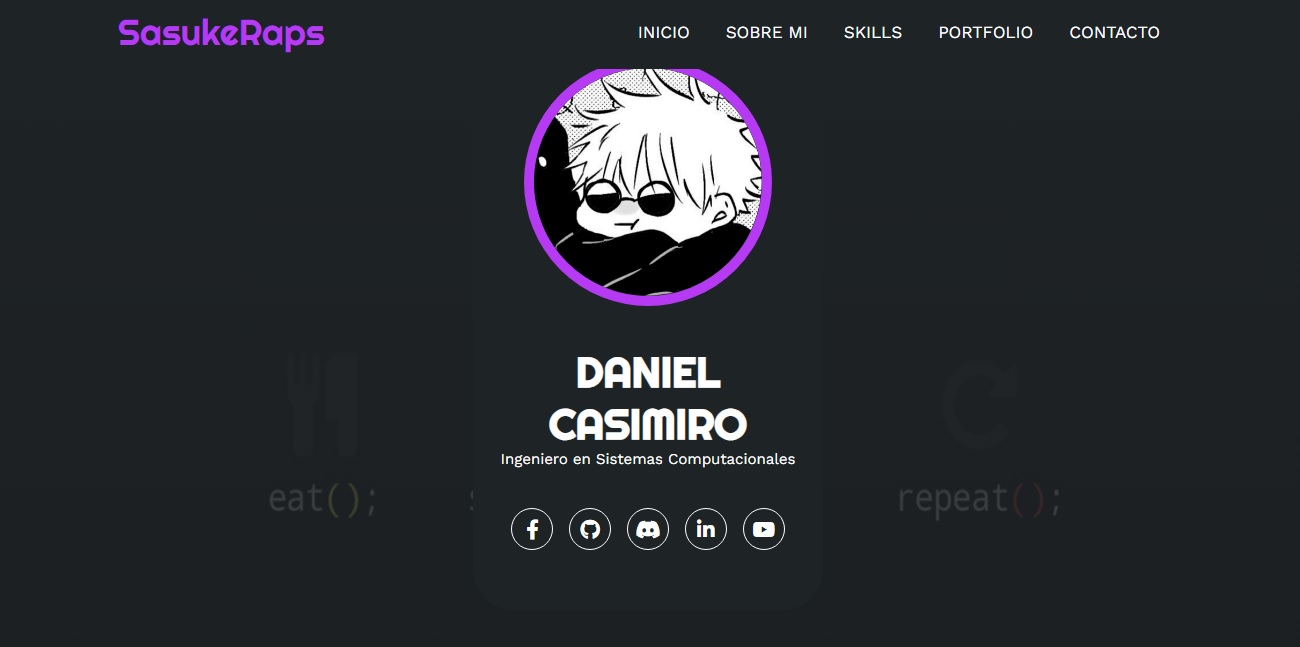 SasukeRaps
INICIO SOBRE MI SKILLS PORTFOLIO CONTACTO
DANIEL
CASIMIRO
Ingeniero en Sistemas Computacionales
eat(); repeat();